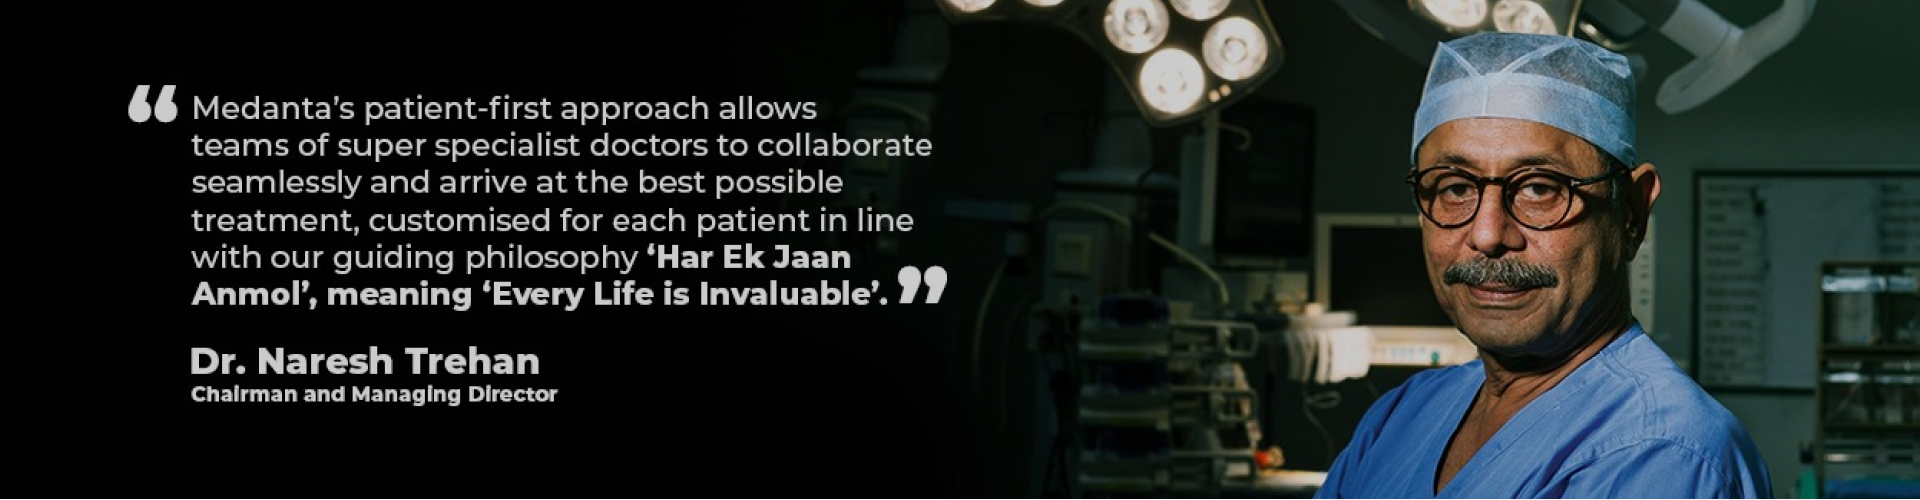 “ Medanta’s patient-first approach allows
teams of super specialist doctors to collaborate
seamlessly and arrive at the best possible
treatment, customised for each patient in line
with our guiding philosophy ‘Har Ek Jaan
Anmol’, meaning ‘Every Life is Invaluable’. ”
Dr. Naresh Trehan
Chairman and Managing Director